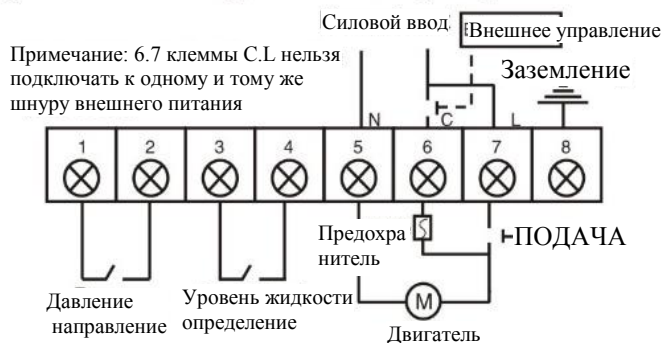 Силовой ввод
Внешнее управление
Примечание: 6.7 клеммы C.L нельзя
подключать к одному и тому же
шнуру внешнего питания
Заземление
N C L
1 2 3 4 5 6 7 8
Предохра
нитель
ПОДАЧА
Давление
направление
Уровень жидкости
определение
M
Двигатель